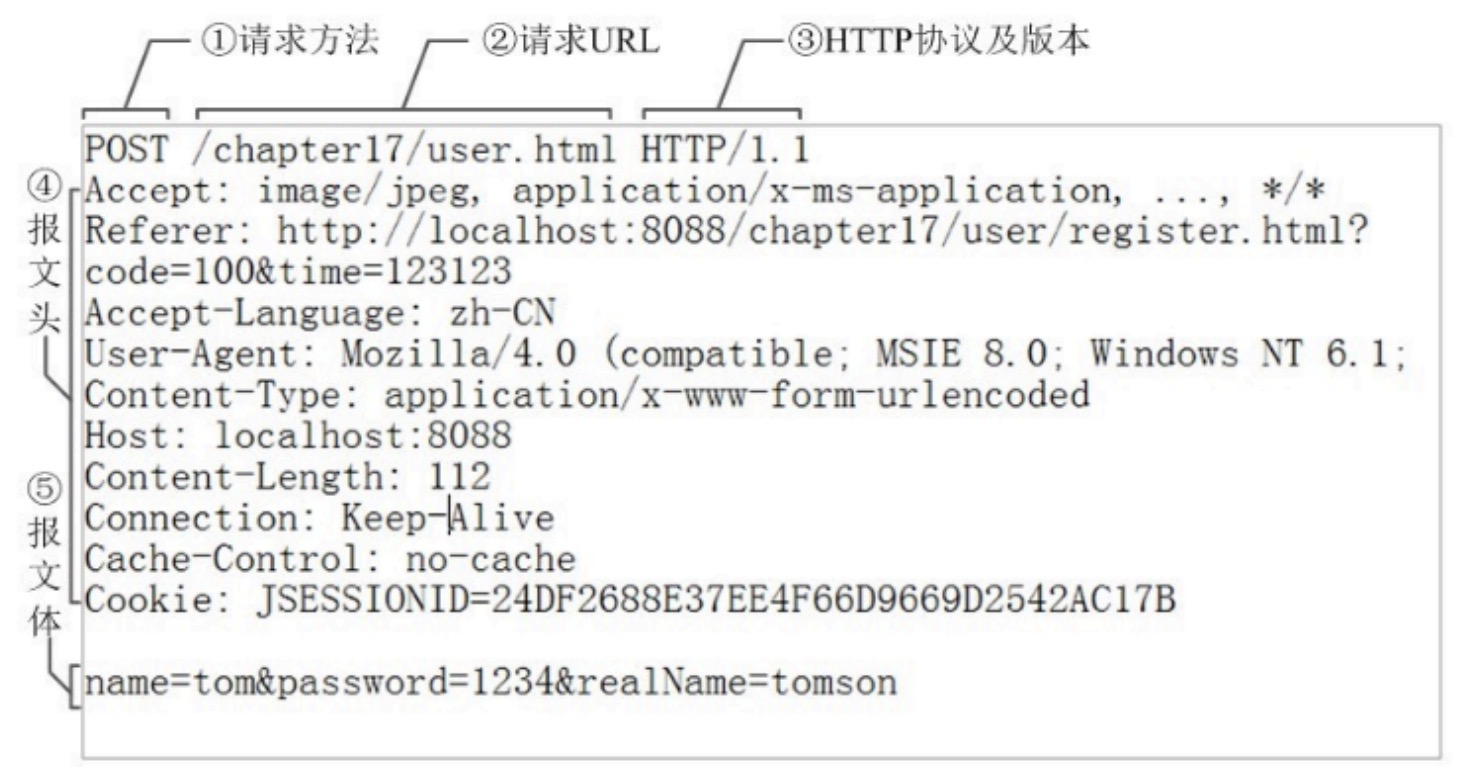 ①请求方法 ②请求URL ③HTTP协议及版本
POST /chapter17/user.html HTTP/1.1
④报文头
Accept: image/jpeg, application/x-ms-application, ..., */*
Referer: http://localhost:8088/chapter17/user/register.html?
code=100&time=123123
Accept-Language: zh-CN
User-Agent: Mozilla/4.0 (compatible; MSIE 8.0; Windows NT 6.1;
Content-Type: application/x-www-form-urlencoded
Host: localhost:8088
Content-Length: 112
Connection: Keep-Alive
Cache-Control: no-cache
Cookie: JSESSIONID=24DF2688E37EE4F66D9669D2542AC17B
⑤报文体
name=tom&password=1234&realName=tomson